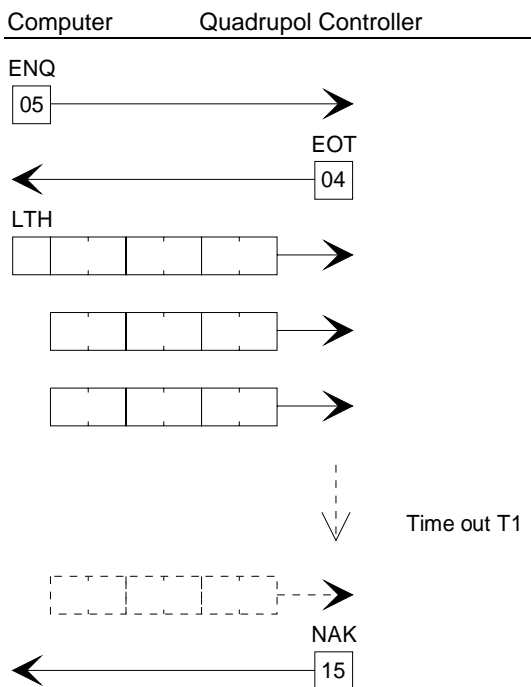 Computer Quadrupol Controller
ENQ
05
EOT
04
LTH
Time out T1
NAK
15